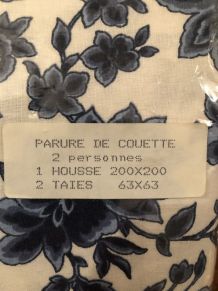 PARURE DE COUETTE
2 personnes
1 HOUSSE 200X200
2 TAIES 63X63